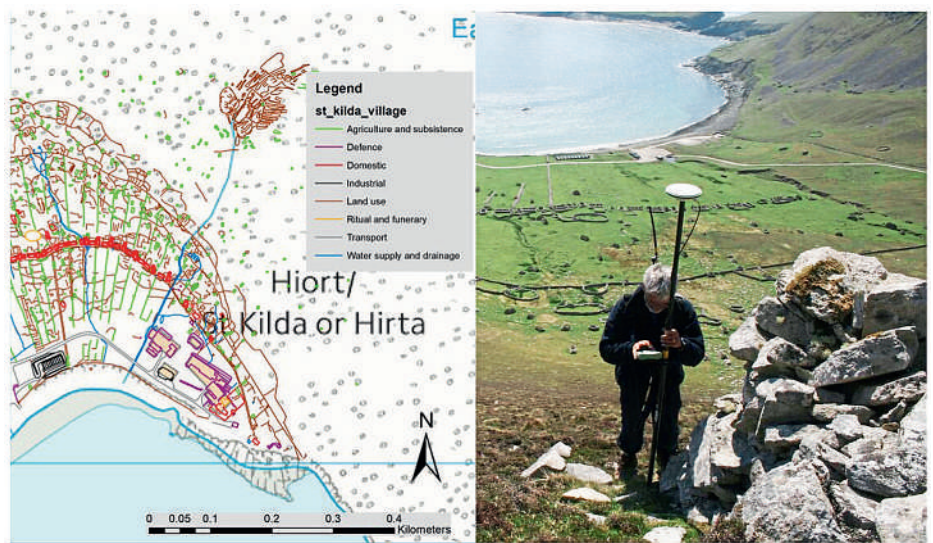 Ea
Legend
st_kilda_village
Agriculture and subsistence
Defence
Domestic
Industrial
Land use
Ritual and funerary
Transport
Water supply and drainage
Hiort/
St Kilda or Hirta
N
0 0.05 0.1 0.2 0.3 0.4
Kilometers